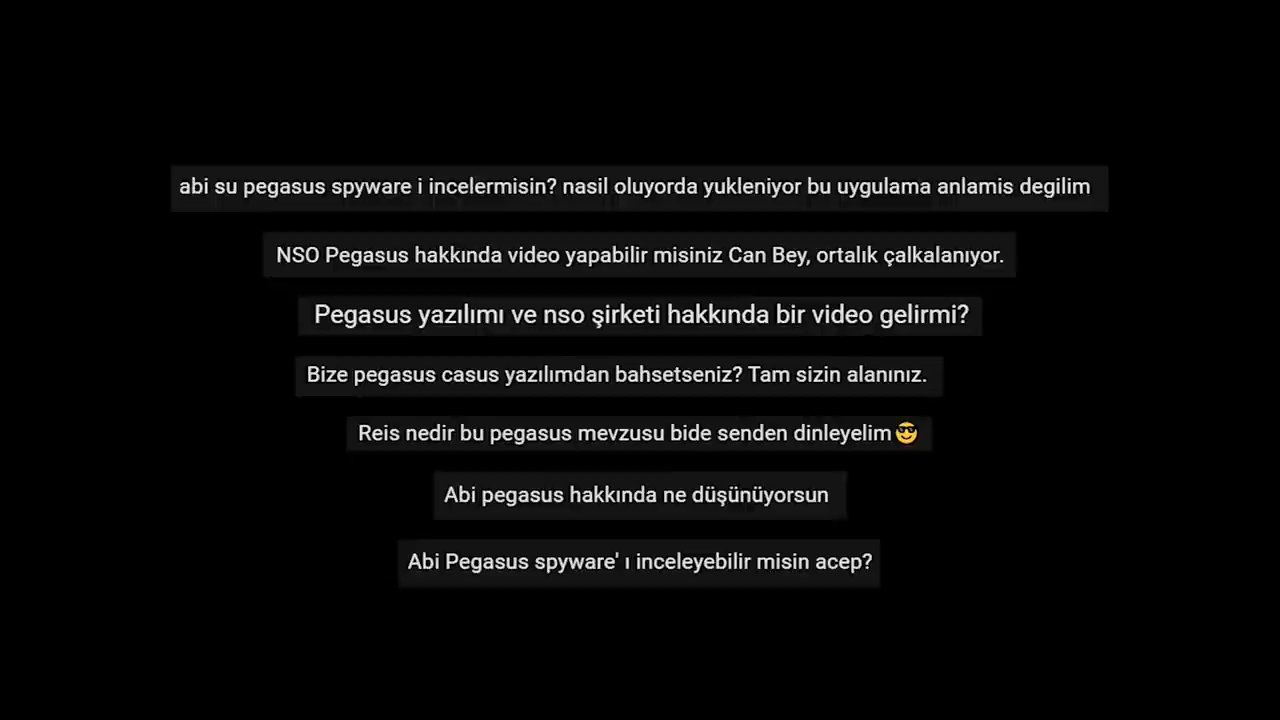 abi su pegasus spyware i incelermisin? nasil oluyorda yukleniyor bu uygulama anlamis degilim
NSO Pegasus hakkında video yapabilir misiniz Can Bey, ortalık çalkalanıyor.
Pegasus yazılımı ve nso şirketi hakkında bir video gelirmi?
Bize pegasus casus yazılımdan bahsetseniz? Tam sizin alanınız.
Reis nedir bu pegasus mevzusu bide senden dinleyelim😎
Abi pegasus hakkında ne düşünüyorsun
Abi Pegasus spyware' ı inceleyebilir misin acep?